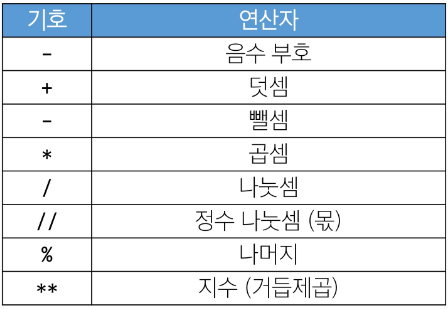 기호 연산자
- 음수 부호
+ 덧셈
- 뺄셈
* 곱셈
/ 나눗셈
// 정수 나눗셈 (몫)
% 나머지
** 지수 (거듭제곱)